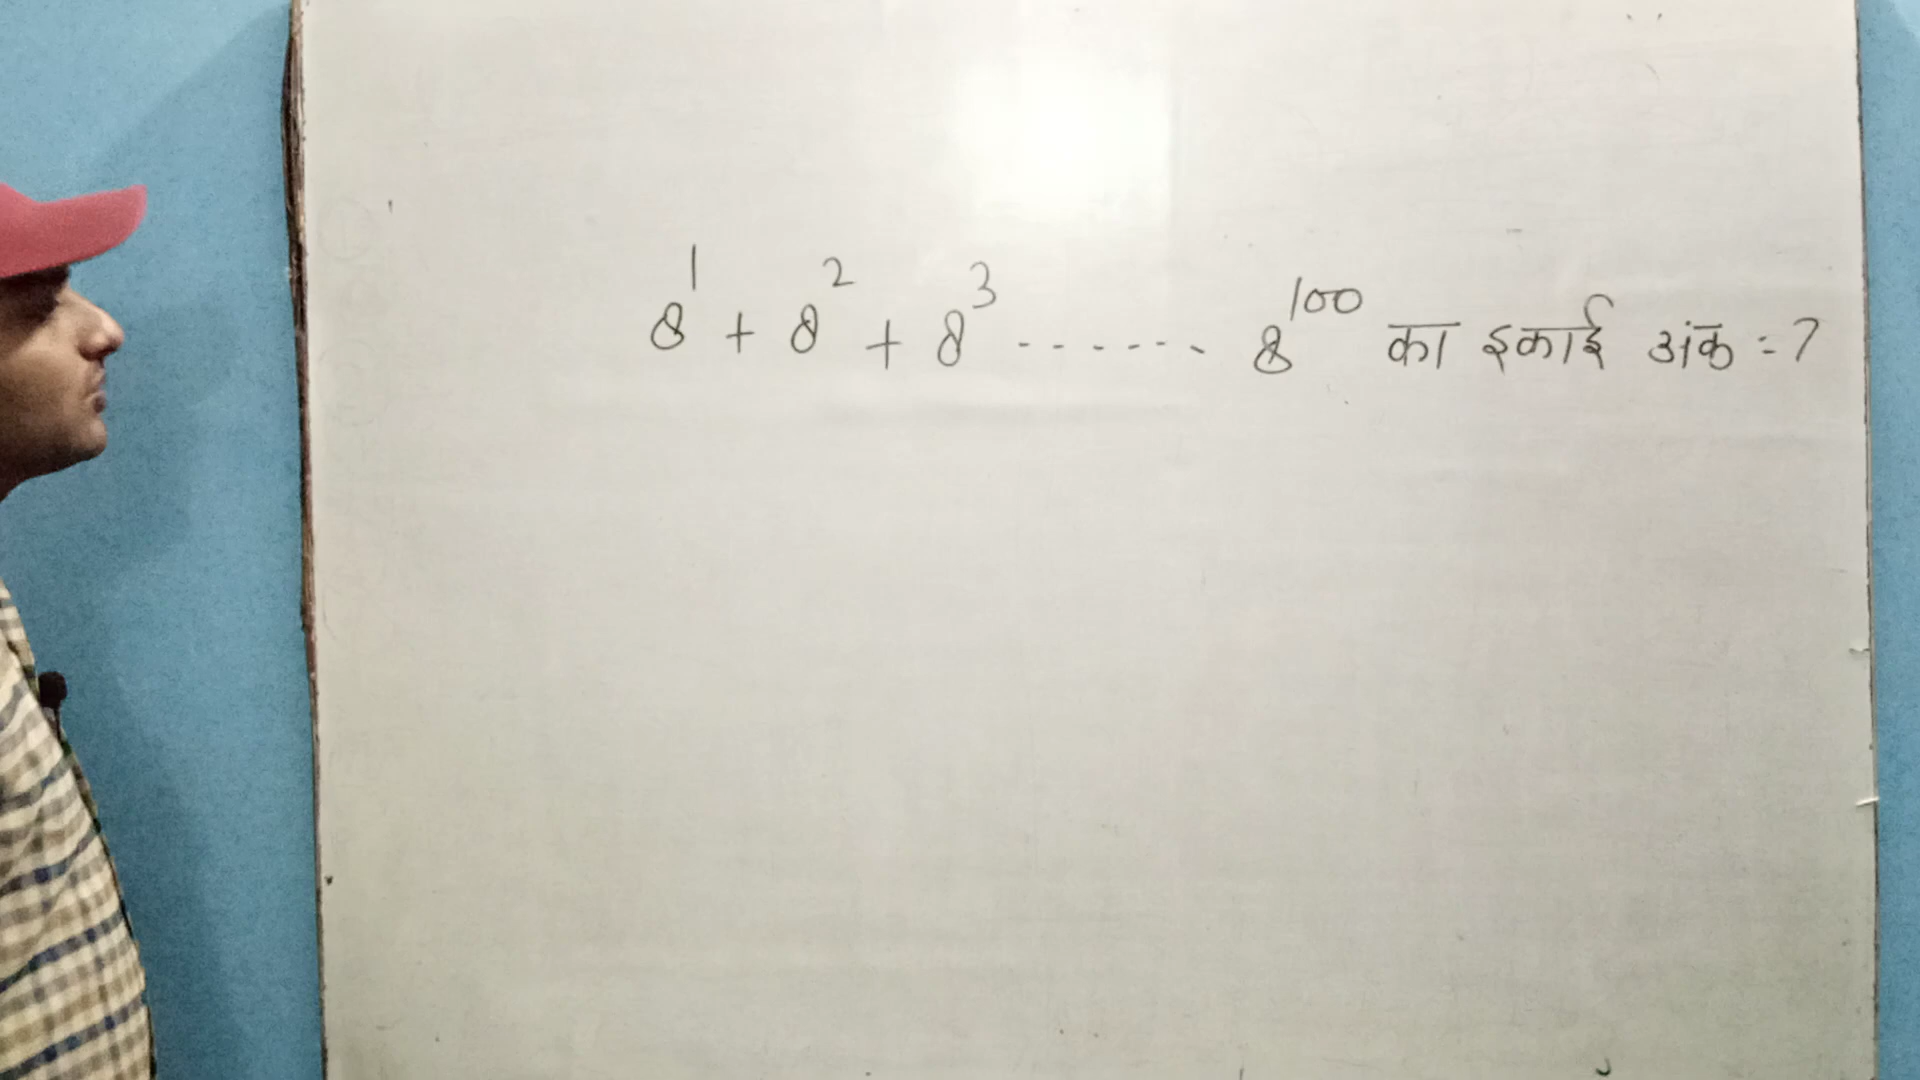 8¹ + 8² + 8³ ------- 8¹⁰⁰ का इकाई अंक = ?